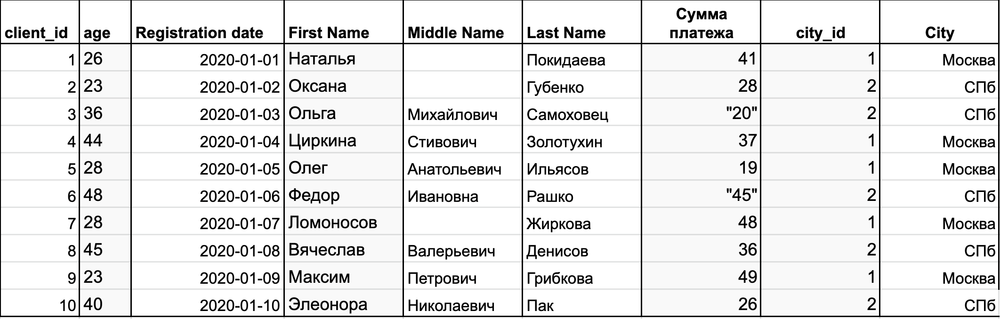 client_id age Registration date First Name Middle Name Last Name Сумма платежа city_id City
1 26 2020-01-01 Наталья Покидаева 41 1 Москва
2 23 2020-01-02 Оксана Губенко 28 2 СПб
3 36 2020-01-03 Ольга Михайлович Самоховец "20" 2 СПб
4 44 2020-01-04 Циркина Стивович Золотухин 37 1 Москва
5 28 2020-01-05 Олег Анатольевич Ильясов 19 1 Москва
6 48 2020-01-06 Федор Ивановна Рашко "45" 2 СПб
7 28 2020-01-07 Ломоносов Жиркова 48 1 Москва
8 45 2020-01-08 Вячеслав Валерьевич Денисов 36 2 СПб
9 23 2020-01-09 Максим Петрович Грибкова 49 1 Москва
10 40 2020-01-10 Элеонора Николаевич Пак 26 2 СПб